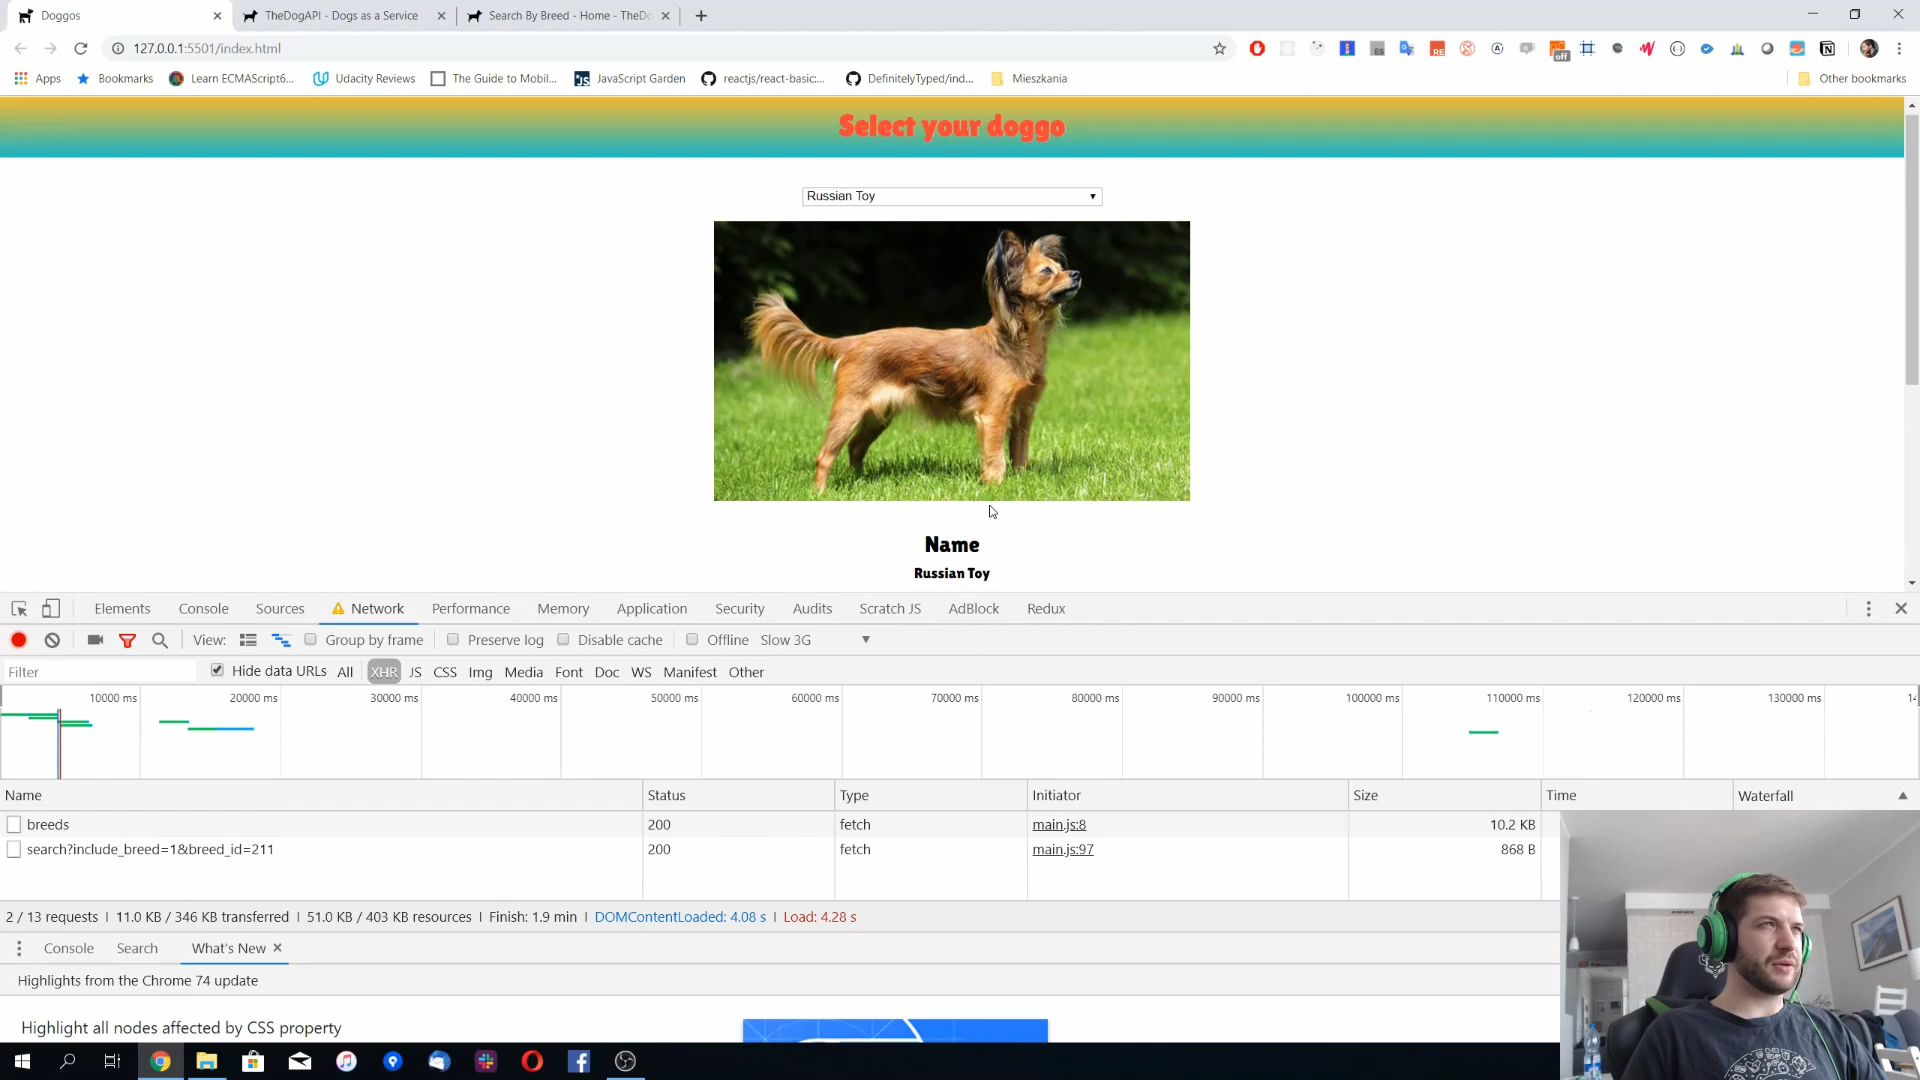 Doggos
TheDogAPI - Dogs as a Service
Search By Breed - Home - TheDo
127.0.0.1:5501/index.html
Apps
Bookmarks
Learn ECMAScript6...
Udacity Reviews
The Guide to Mobil...
JavaScript Garden
reactjs/react-basic:...
DefinitelyTyped/ind...
Mieszkania
Other bookmarks
Select your doggo
Russian Toy
Name
Russian Toy
Elements Console Sources Network Performance Memory Application Security Audits Scratch JS AdBlock Redux
View: Group by frame Preserve log Disable cache Offline Slow 3G
Filter Hide data URLs All XHR JS CSS Img Media Font Doc WS Manifest Other
10000 ms 20000 ms 30000 ms 40000 ms 50000 ms 60000 ms 70000 ms 80000 ms 90000 ms 100000 ms 110000 ms 120000 ms 130000 ms 14
Name Status Type Initiator Size Time Waterfall
breeds 200 fetch main.js:8 10.2 KB
search?include_breed=1&breed_id=211 200 fetch main.js:97 868 B
2 / 13 requests | 11.0 KB / 346 KB transferred | 51.0 KB / 403 KB resources | Finish: 1.9 min | DOMContentLoaded: 4.08 s | Load: 4.28 s
Console Search What's New
Highlights from the Chrome 74 update
Highlight all nodes affected by CSS property